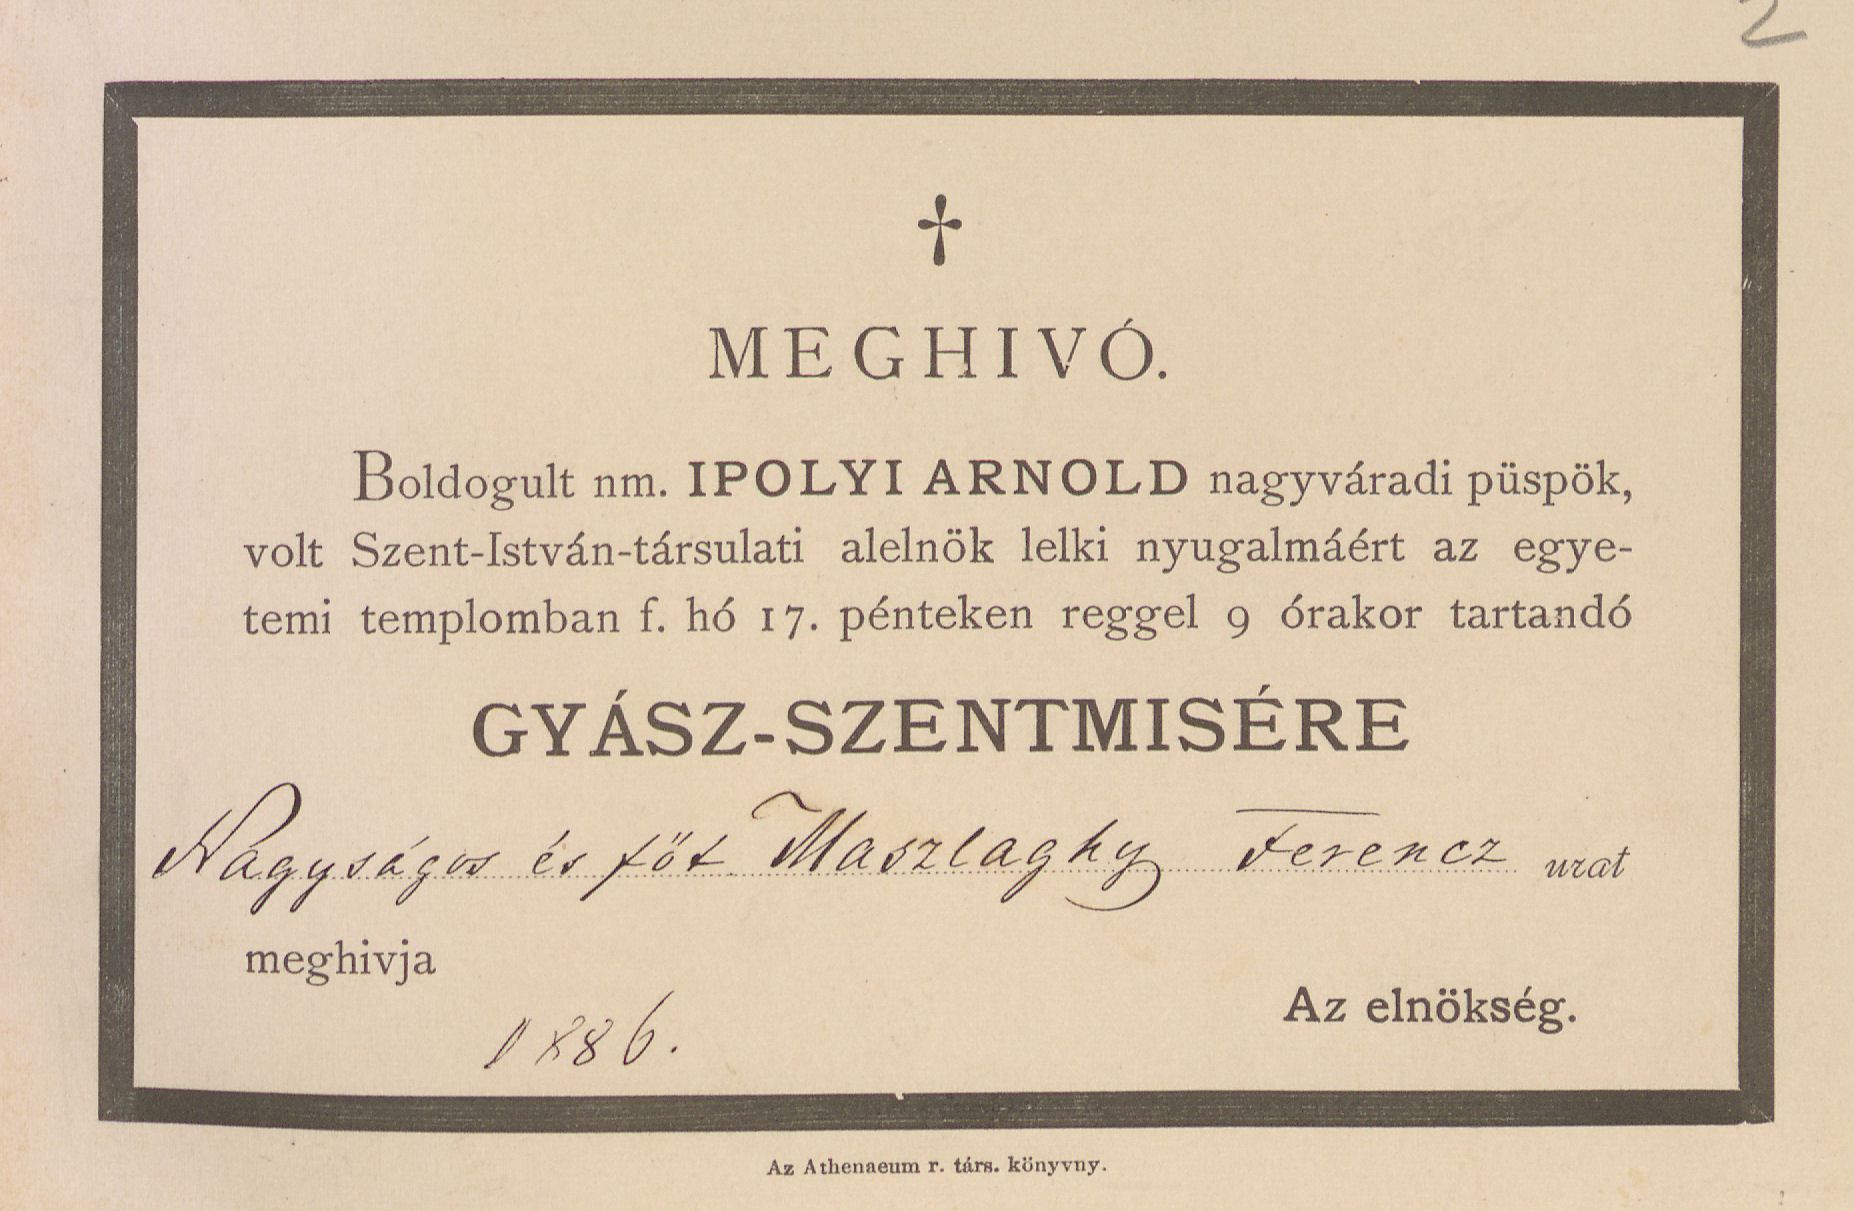 2
MEGHIVÓ.
Boldogult nm. IPOLYI ARNOLD nagyváradi püspök,
volt Szent-István-társulati alelnök lelki nyugalmáért az egye-
temi templomban f. hó 17. pénteken reggel 9 órakor tartandó
GYÁSZ-SZENTMISÉRE
Nagyságos és főt Maszlaghy Ferencz urat
meghivja
Az elnökség.
1886.
Az Athenaeum r. társ. könyvny.